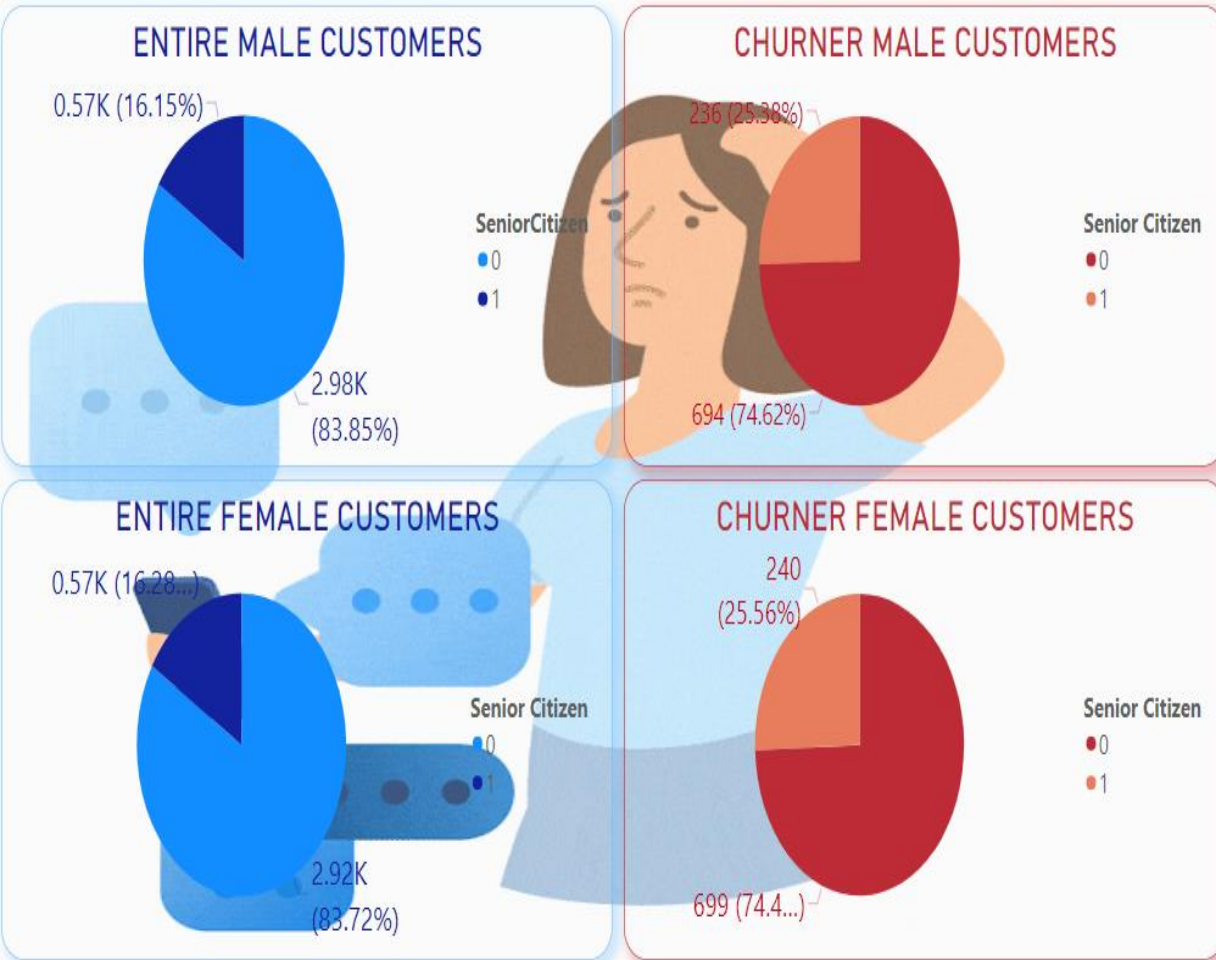 ENTIRE MALE CUSTOMERS
0.57K (16.15%)
SeniorCitizen
0
1
2.98K
(83.85%)
CHURNER MALE CUSTOMERS
236 (25.38%)
Senior Citizen
0
1
694 (74.62%)
ENTIRE FEMALE CUSTOMERS
0.57K (16.28...)
Senior Citizen
0
1
2.92K
(83.72%)
CHURNER FEMALE CUSTOMERS
240
(25.56%)
Senior Citizen
0
1
699 (74.4...)